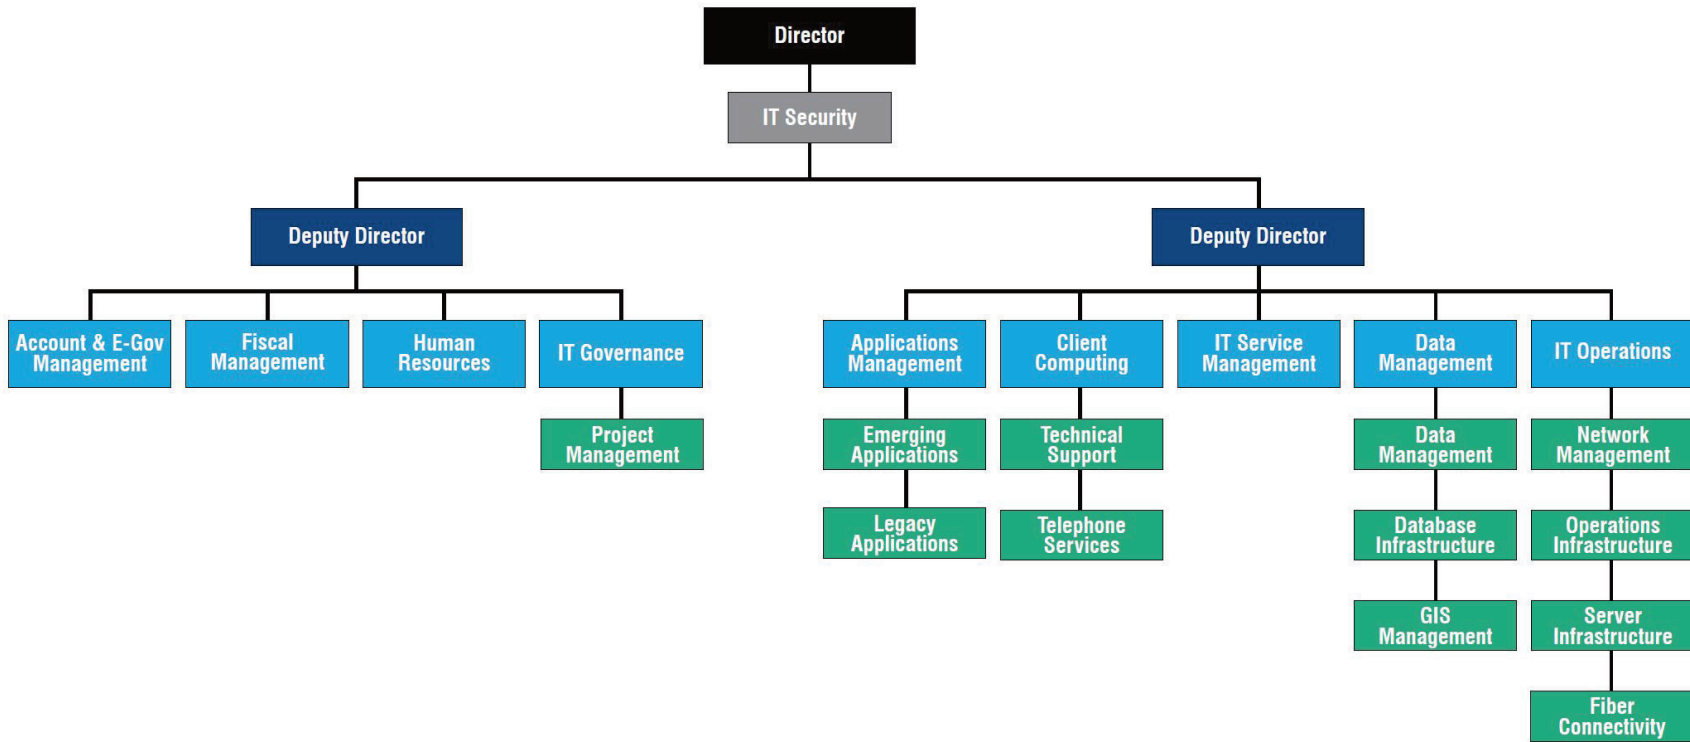 Director
IT Security
Deputy Director
Deputy Director
Account & E-Gov
Management
Fiscal
Management
Human
Resources
IT Governance
Applications
Management
Client
Computing
IT Service
Management
Data
Management
IT Operations
Project
Management
Emerging
Applications
Technical
Support
Data
Management
Network
Management
Legacy
Applications
Telephone
Services
Database
Infrastructure
Operations
Infrastructure
GIS
Management
Server
Infrastructure
Fiber
Connectivity